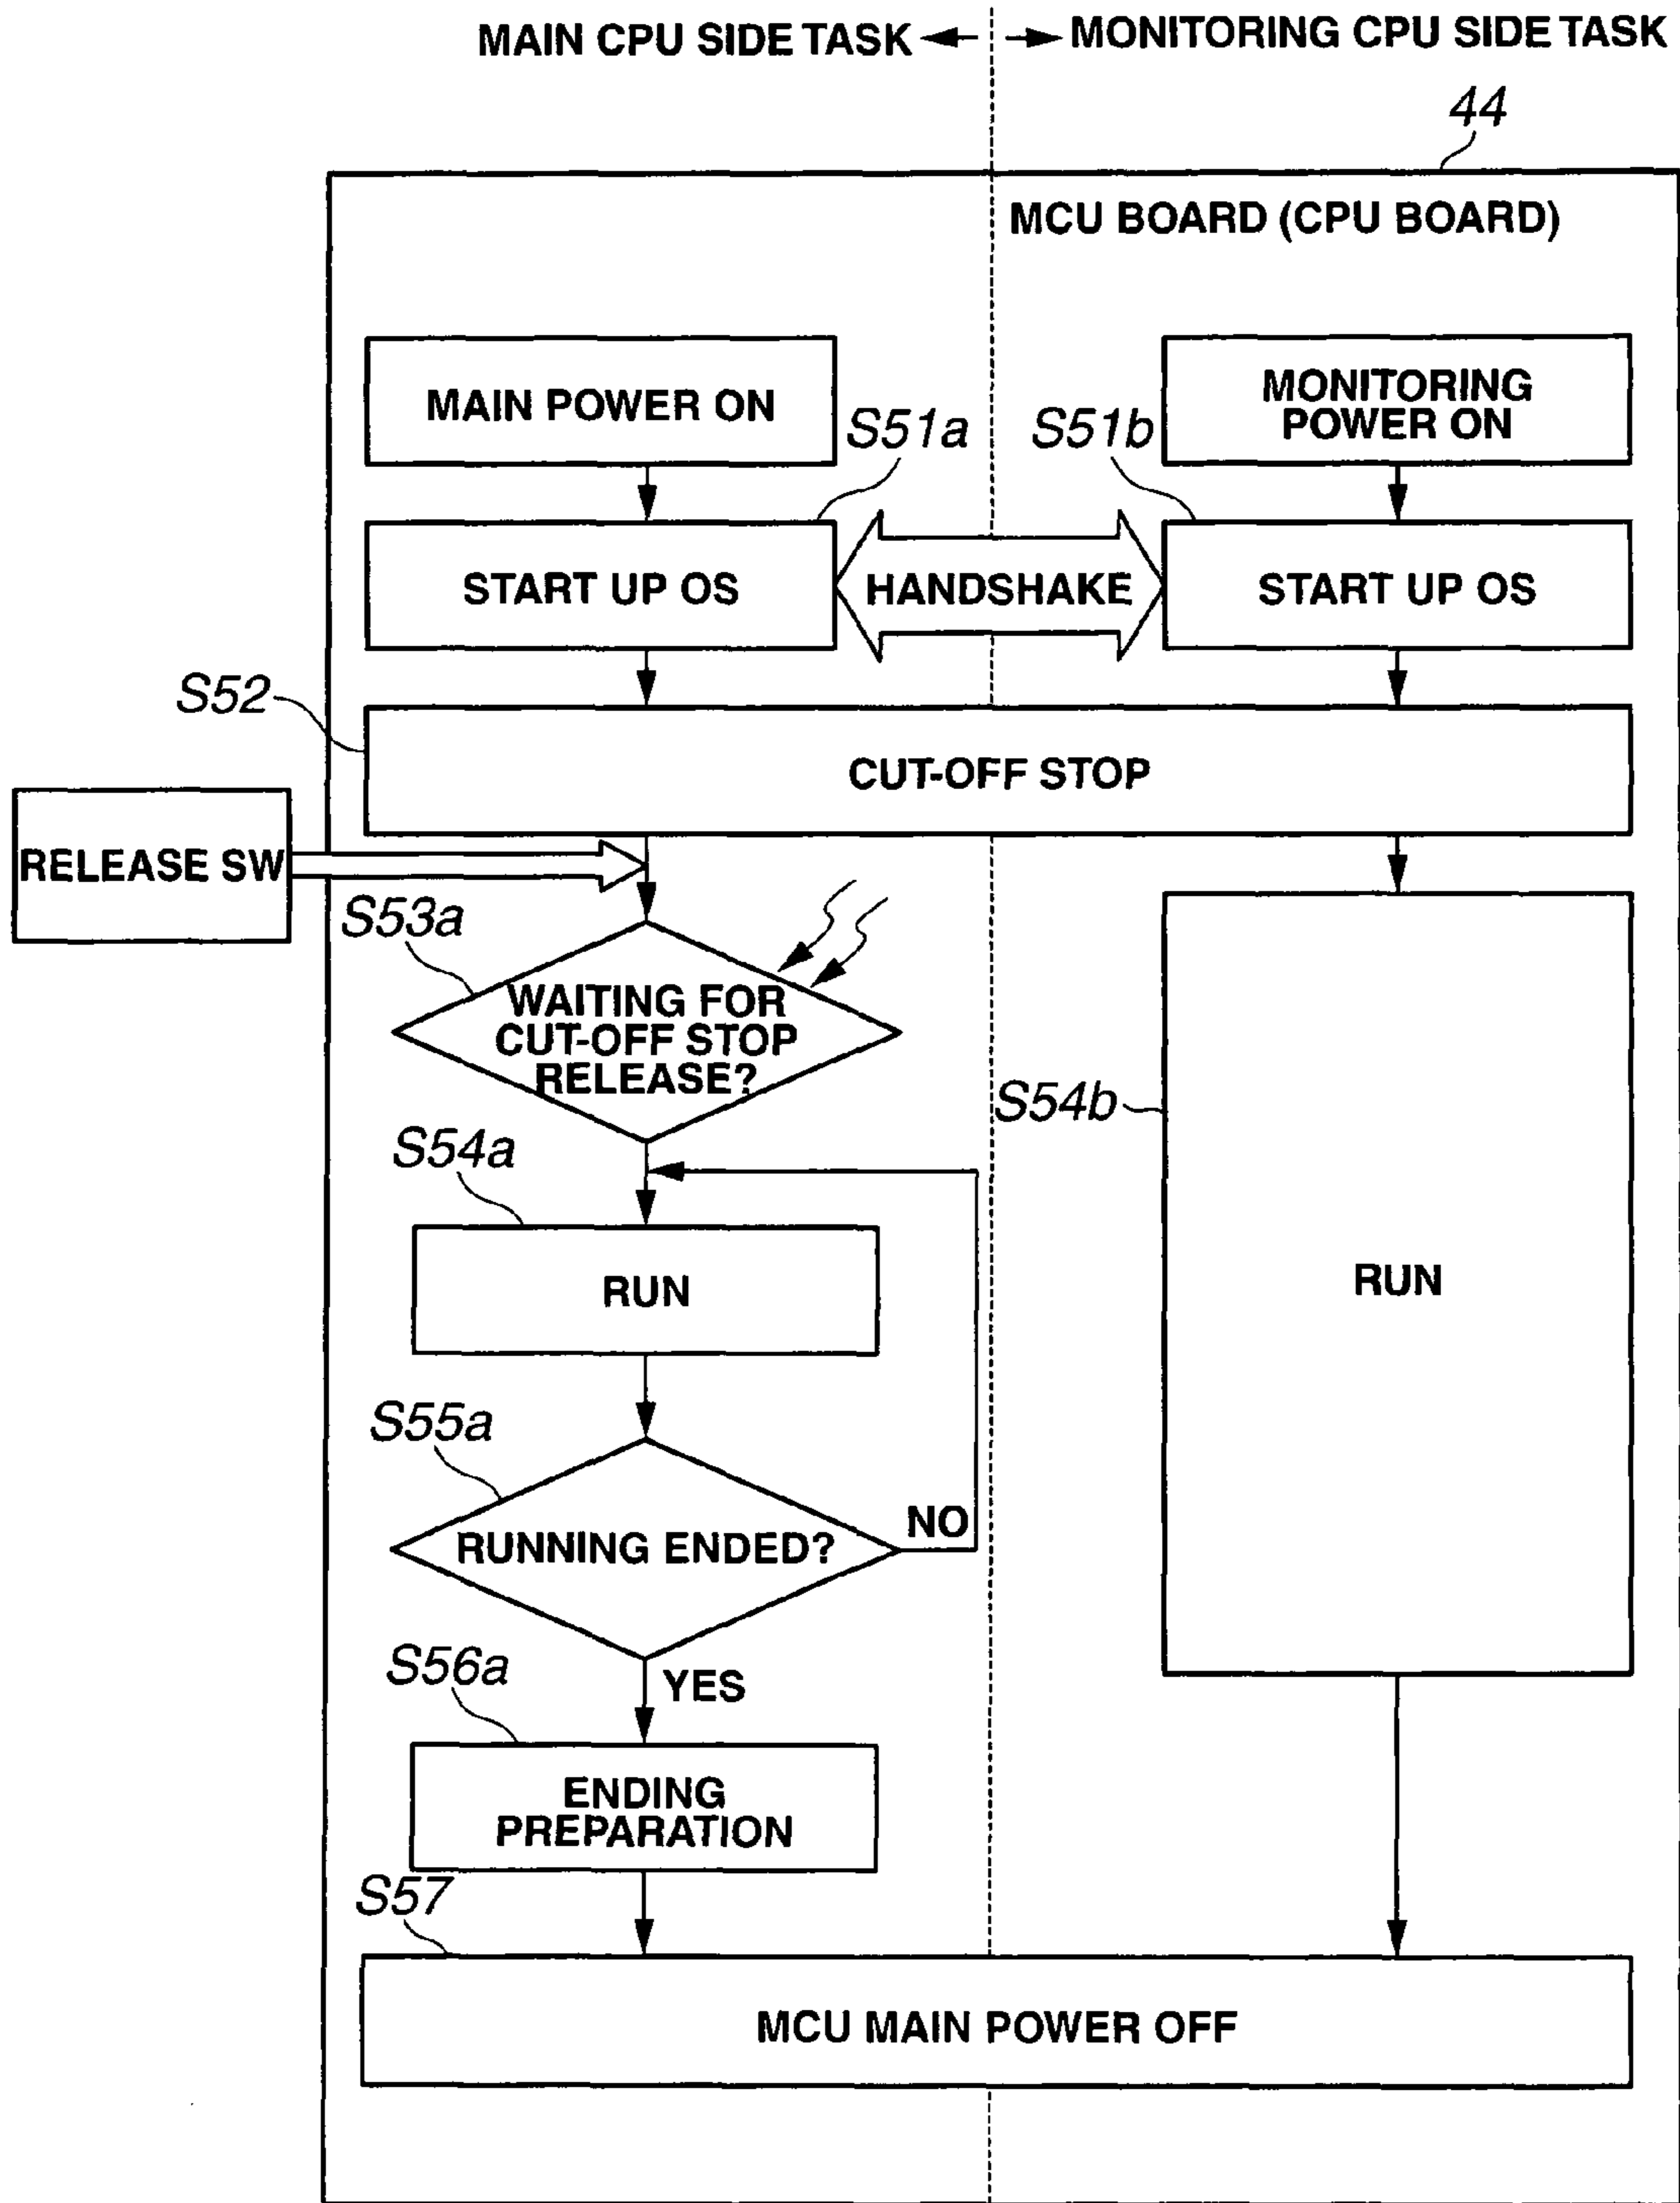 MAIN CPU SIDE TASK
MONITORING CPU SIDE TASK
44
MCU BOARD (CPU BOARD)
MAIN POWER ON
MONITORING
POWER ON
S51a
S51b
START UP OS
HANDSHAKE
START UP OS
S52
CUT-OFF STOP
RELEASE SW
S53a
WAITING FOR
CUT-OFF STOP
RELEASE?
S54b
S54a
RUN
RUN
S55a
RUNNING ENDED?
NO
S56a
YES
ENDING
PREPARATION
S57
MCU MAIN POWER OFF